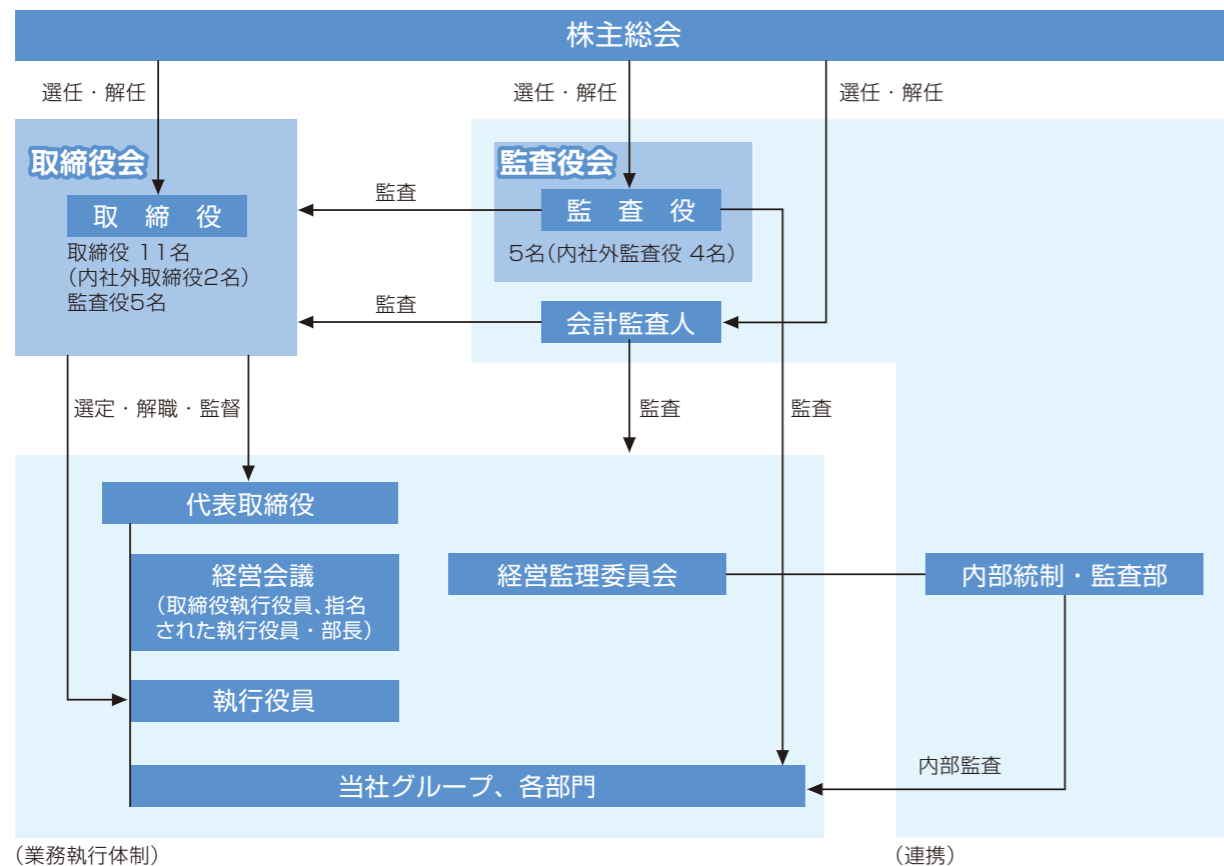 株主総会
選任・解任
選任・解任
選任・解任
取締役会
取締役
取締役 11名
(内社外取締役2名)
監査役5名
監査
監査役会
監査役
5名(内社外監査役 4名)
監査
会計監査人
選定・解職・監督
監査
監査
代表取締役
経営会議
(取締役執行役員、指名
された執行役員・部長)
経営監理委員会
内部統制・監査部
執行役員
内部監査
当社グループ、各部門
(業務執行体制)
(連携)